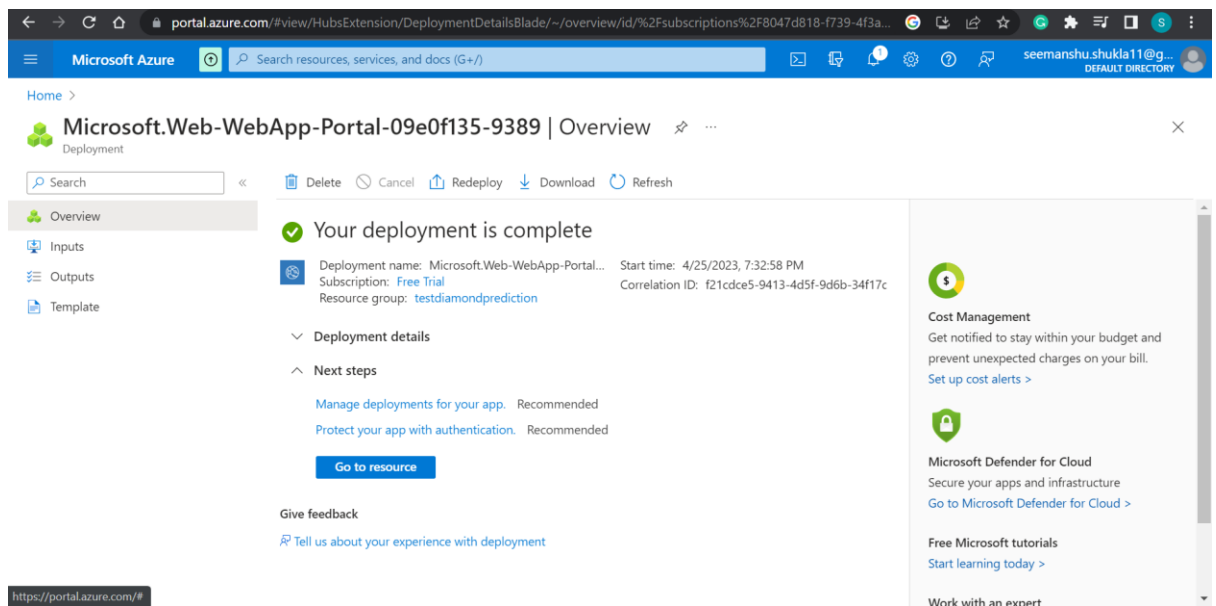 portal.azure.com/#view/HubsExtension/DeploymentDetailsBlade/~/overview/id/%2Fsubscriptions%2F8047d818-f739-4f3a...
Microsoft Azure
Search resources, services, and docs (G+/)
1
seemanshu.shukla11@g...
DEFAULT DIRECTORY
S
Home >
Microsoft.Web-WebApp-Portal-09e0f135-9389 | Overview
Deployment
Search
Delete Cancel Redeploy Download Refresh
Overview
Inputs
Outputs
Template
Your deployment is complete
Deployment name: Microsoft.Web-WebApp-Portal...
Subscription: Free Trial
Resource group: testdiamondprediction
Start time: 4/25/2023, 7:32:58 PM
Correlation ID: f21cdce5-9413-4d5f-9d6b-34f17c
Deployment details
Next steps
Manage deployments for your app. Recommended
Protect your app with authentication. Recommended
Go to resource
Give feedback
Tell us about your experience with deployment
Cost Management
Get notified to stay within your budget and
prevent unexpected charges on your bill.
Set up cost alerts >
Microsoft Defender for Cloud
Secure your apps and infrastructure
Go to Microsoft Defender for Cloud >
Free Microsoft tutorials
Start learning today >
Work with an expert
https://portal.azure.com/#